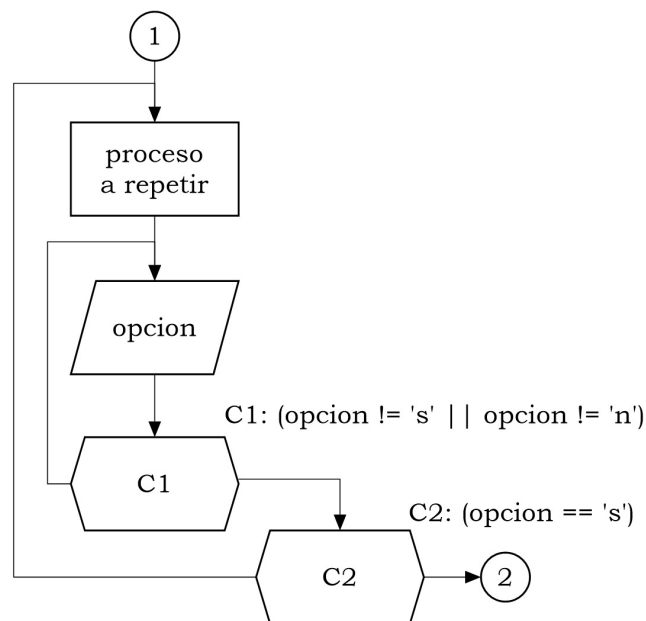 1
proceso
a repetir
opcion
C1: (opcion != 's' || opcion != 'n')
C1
C2: (opcion == 's')
C2
2